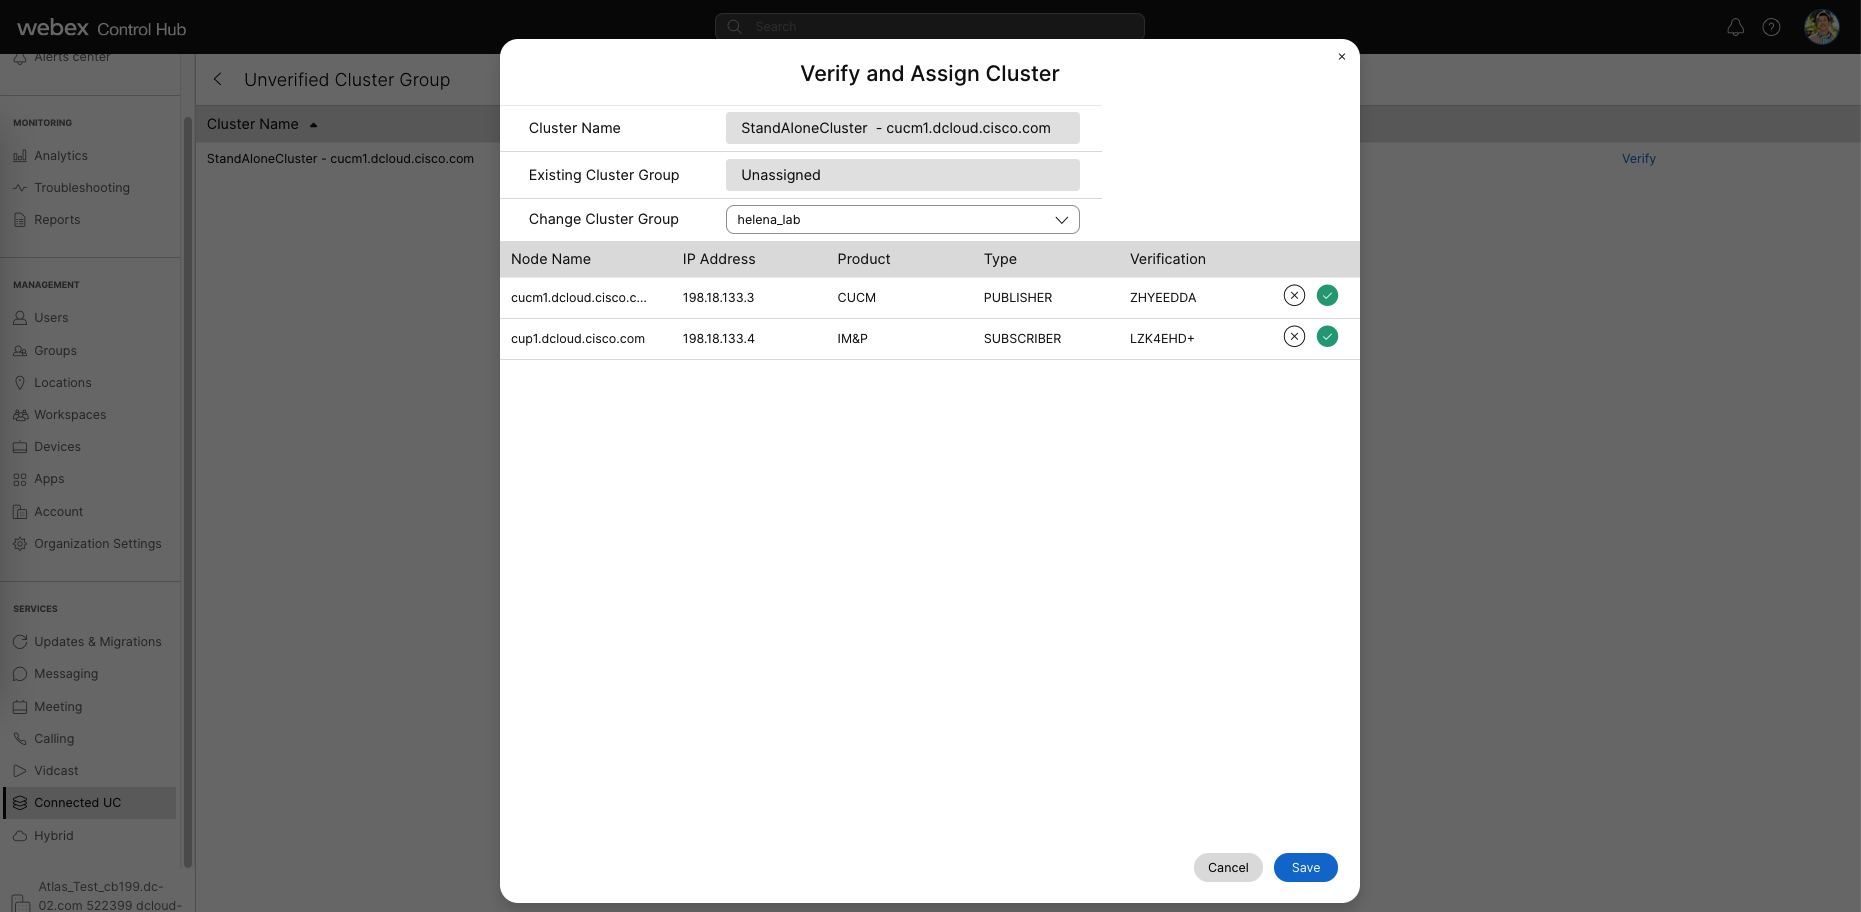 webex Control Hub
Search
Alerts center
Unverified Cluster Group
MONITORING
Analytics
Troubleshooting
Reports
MANAGEMENT
Users
Groups
Locations
Workspaces
Devices
Apps
Account
Organization Settings
SERVICES
Updates & Migrations
Messaging
Meeting
Calling
Vidcast
Connected UC
Hybrid
Atlas_Test_cb199.dc-
02.com 522399 dcloud-
Cluster Name
StandAloneCluster - cucm1.dcloud.cisco.com
Verify
Verify and Assign Cluster
Cluster Name StandAloneCluster - cucm1.dcloud.cisco.com
Existing Cluster Group Unassigned
Change Cluster Group helena_lab
Node Name IP Address Product Type Verification
cucm1.dcloud.cisco.c... 198.18.133.3 CUCM PUBLISHER ZHYEEDDA
cup1.dcloud.cisco.com 198.18.133.4 IM&P SUBSCRIBER LZK4EHD+
Cancel Save